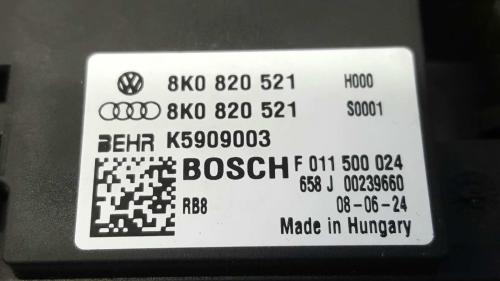 8K0 820 521 H000
8K0 820 521 S0001
BEHR K5909003
BOSCH F 011 500 024
658 J 00239660
RB8 08-06-24
Made in Hungary